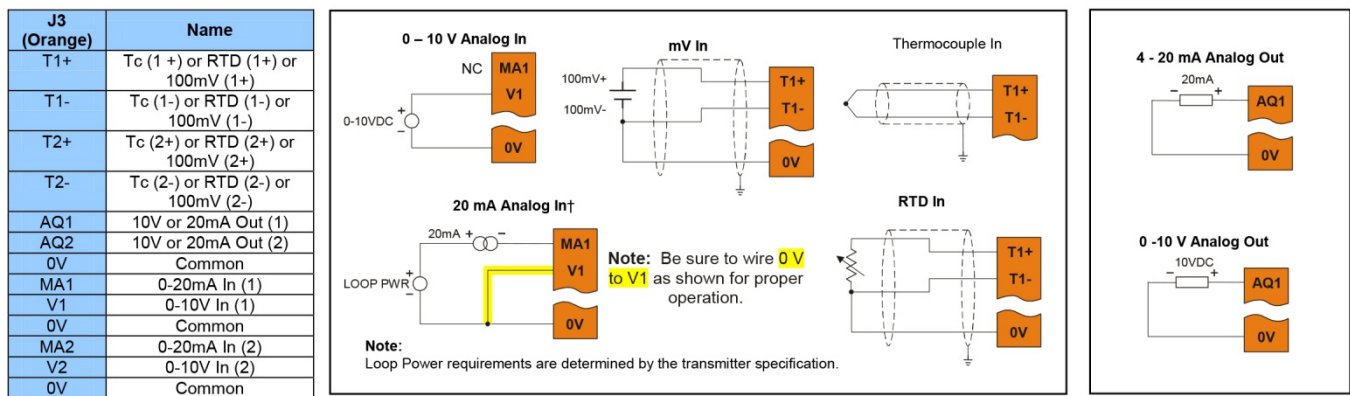 J3
(Orange)
Name
T1+
Tc (1 +) or RTD (1+) or
100mV (1+)
T1-
Tc (1-) or RTD (1-) or
100mV (1-)
T2+
Tc (2+) or RTD (2+) or
100mV (2+)
T2-
Tc (2-) or RTD (2-) or
100mV (2-)
AQ1
10V or 20mA Out (1)
AQ2
10V or 20mA Out (2)
0V
Common
MA1
0-20mA In (1)
V1
0-10V In (1)
0V
Common
MA2
0-20mA In (2)
V2
0-10V In (2)
0V
Common
0 – 10 V Analog In
NC
MA1
V1
+
0-10VDC
–
0V
mV In
100mV+
100mV-
T1+
T1-
0V
Thermocouple In
T1+
T1-
20 mA Analog In†
20mA + –
MA1
V1
+
LOOP PWR
–
0V
Note: Be sure to wire 0 V
to V1 as shown for proper
operation.
RTD In
T1+
T1-
0V
Note:
Loop Power requirements are determined by the transmitter specification.
4 - 20 mA Analog Out
20mA
– +
AQ1
0V
0 -10 V Analog Out
10VDC
– +
AQ1
0V